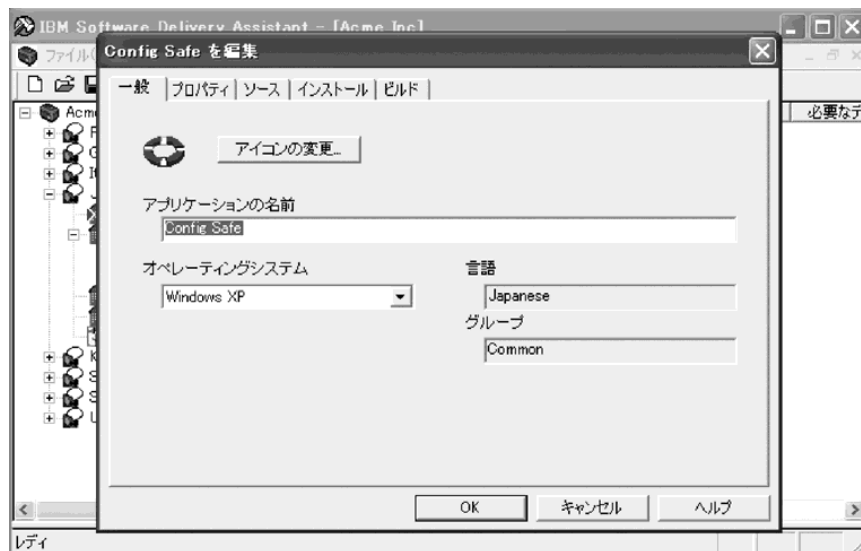 IBM Software Delivery Assistant - [Acme Inc]
ファイル(
Config Safe を編集
一般 プロパティ ソース インストール ビルド
Acm
必要なデ
アイコンの変更...
アプリケーションの名前
Config Safe
オペレーティングシステム
言語
Windows XP
Japanese
グループ
Common
OK
キャンセル
ヘルプ
レディ